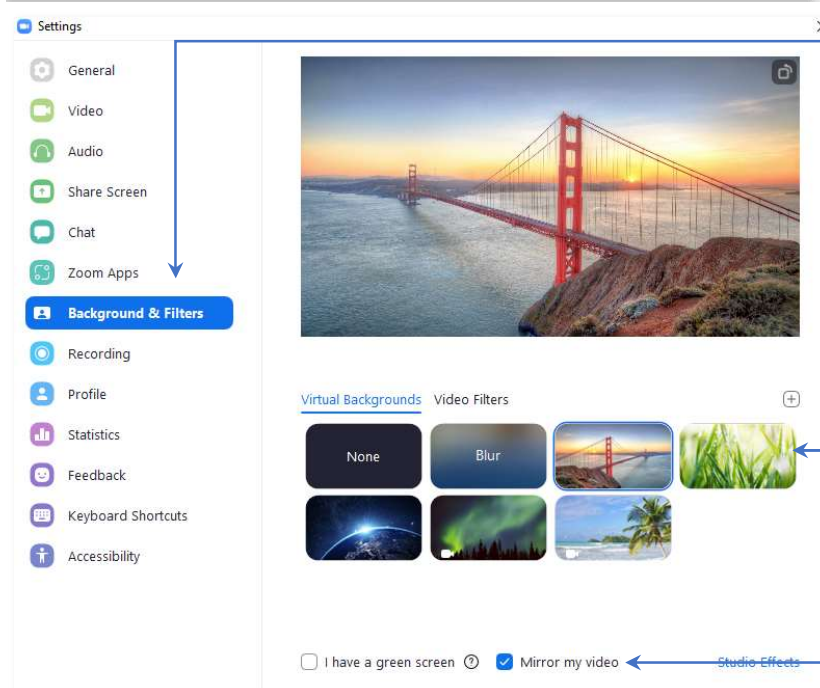 Settings
General
Video
Audio
Share Screen
Chat
Zoom Apps
Background & Filters
Recording
Profile
Statistics
Feedback
Keyboard Shortcuts
Accessibility
Virtual Backgrounds Video Filters
None Blur
I have a green screen ? Mirror my video Studio Effects